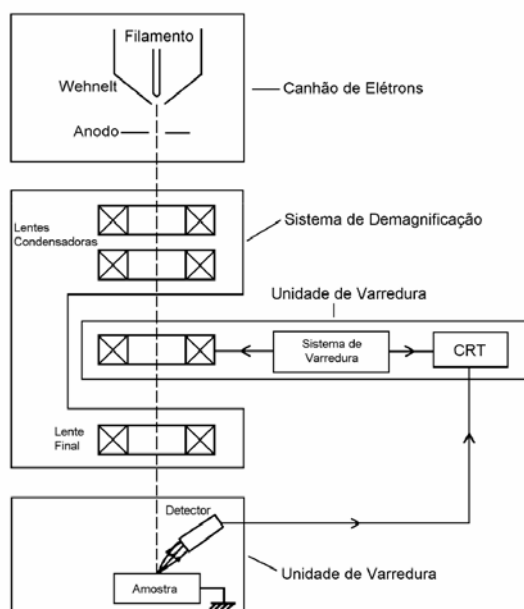 Filamento
Wehnelt
Canhão de Elétrons
Anodo
Lentes
Condensadoras
Sistema de Demagnificação
Unidade de Varredura
Sistema de
Varredura
CRT
Lente
Final
Detector
Amostra
Unidade de Varredura